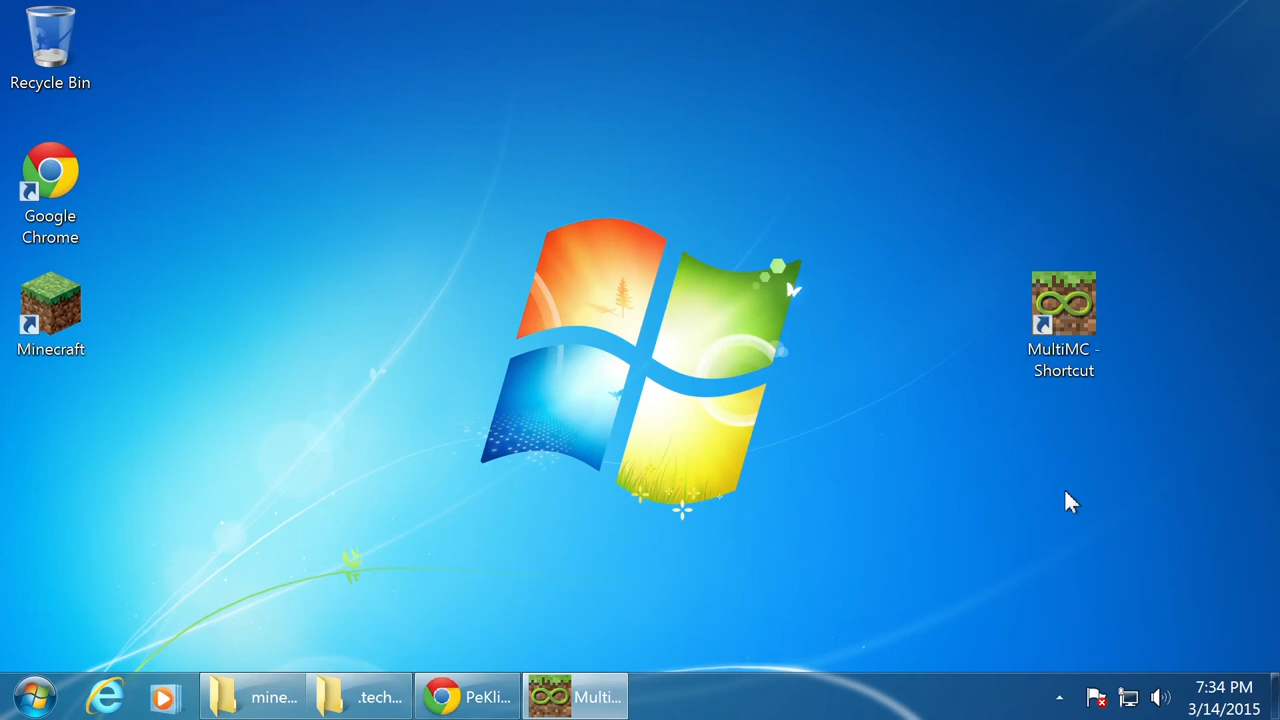 Recycle Bin
Google
Chrome
Minecraft
MultiMC -
Shortcut
mine...
.tech...
PeKli...
Multi...
7:34 PM
3/14/2015